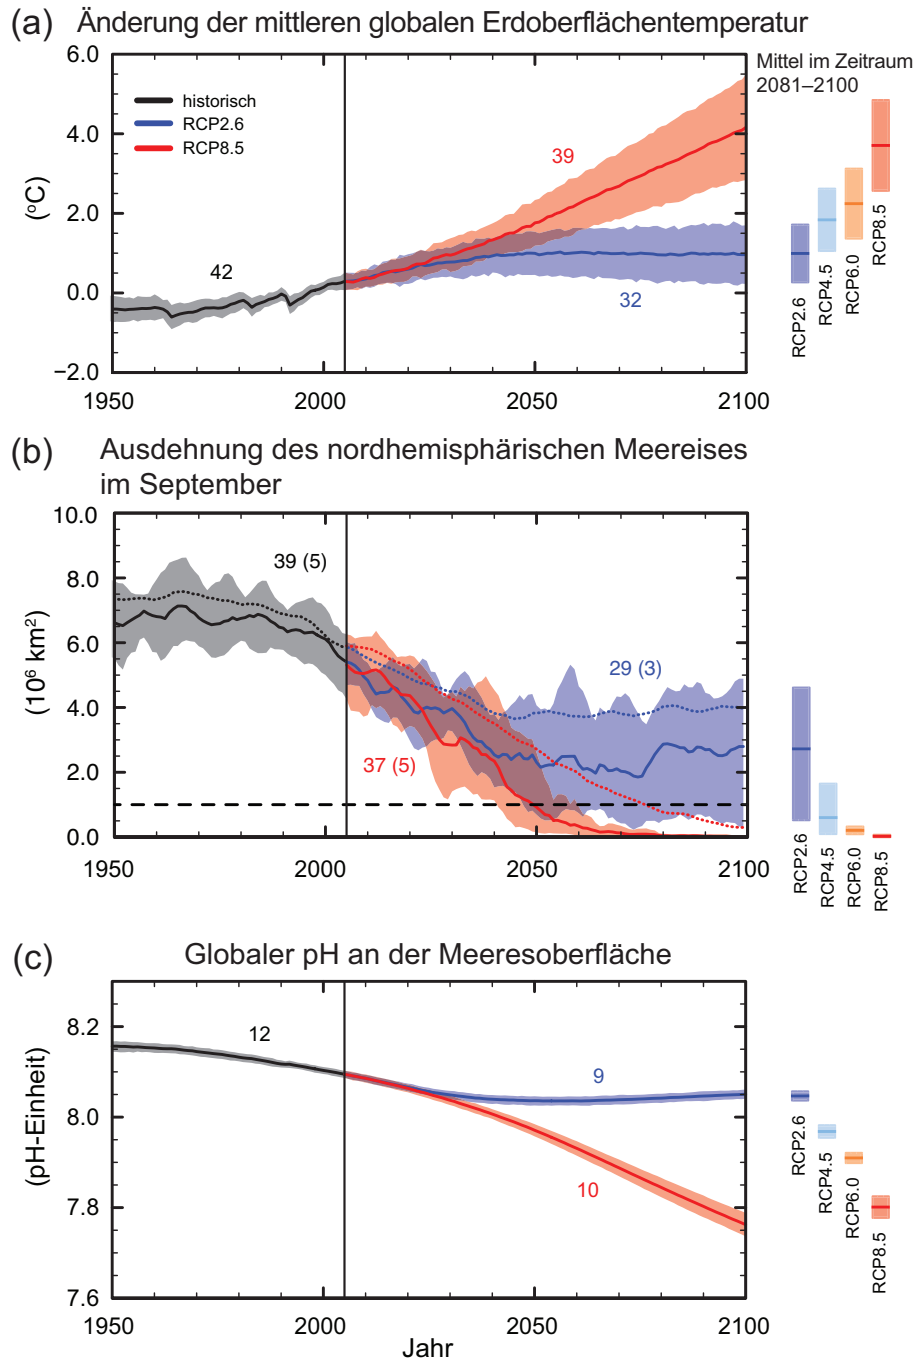 (a) Änderung der mittleren globalen Erdoberflächentemperatur
Mittel im Zeitraum
2081–2100
6.0
4.0
2.0
0.0
−2.0
(°C)
historisch
RCP2.6
RCP8.5
42
39
32
1950
2000
2050
2100
RCP2.6
RCP4.5
RCP6.0
RCP8.5
(b) Ausdehnung des nordhemisphärischen Meereises
im September
10.0
8.0
6.0
4.0
2.0
0.0
(10⁶ km²)
39 (5)
29 (3)
37 (5)
1950
2000
2050
2100
RCP2.6
RCP4.5
RCP6.0
RCP8.5
(c) Globaler pH an der Meeresoberfläche
8.2
8.0
7.8
7.6
(pH-Einheit)
12
9
10
1950
2000
2050
2100
Jahr
RCP2.6
RCP4.5
RCP6.0
RCP8.5